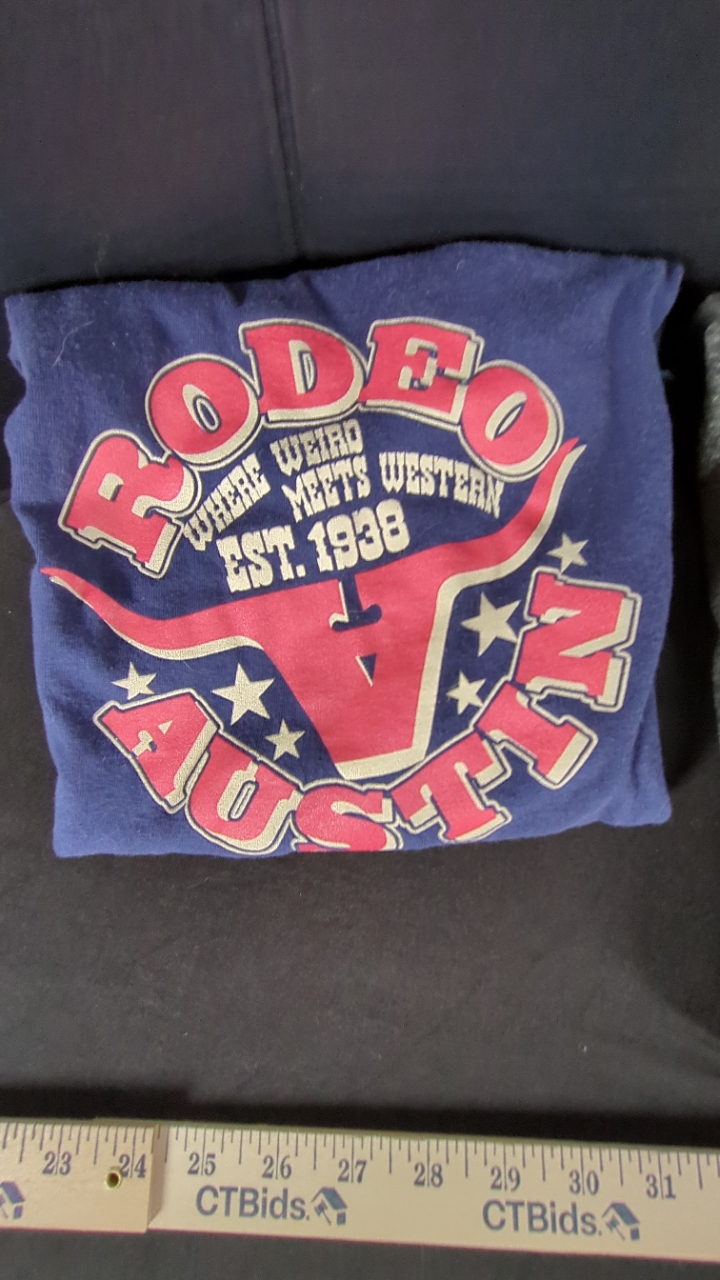 RODEO
WHERE WEIRD
MEETS WESTERN
EST. 1938
A
AUSTIN
23 24 25 26 27 28 29 30 31
CTBids. CTBids.